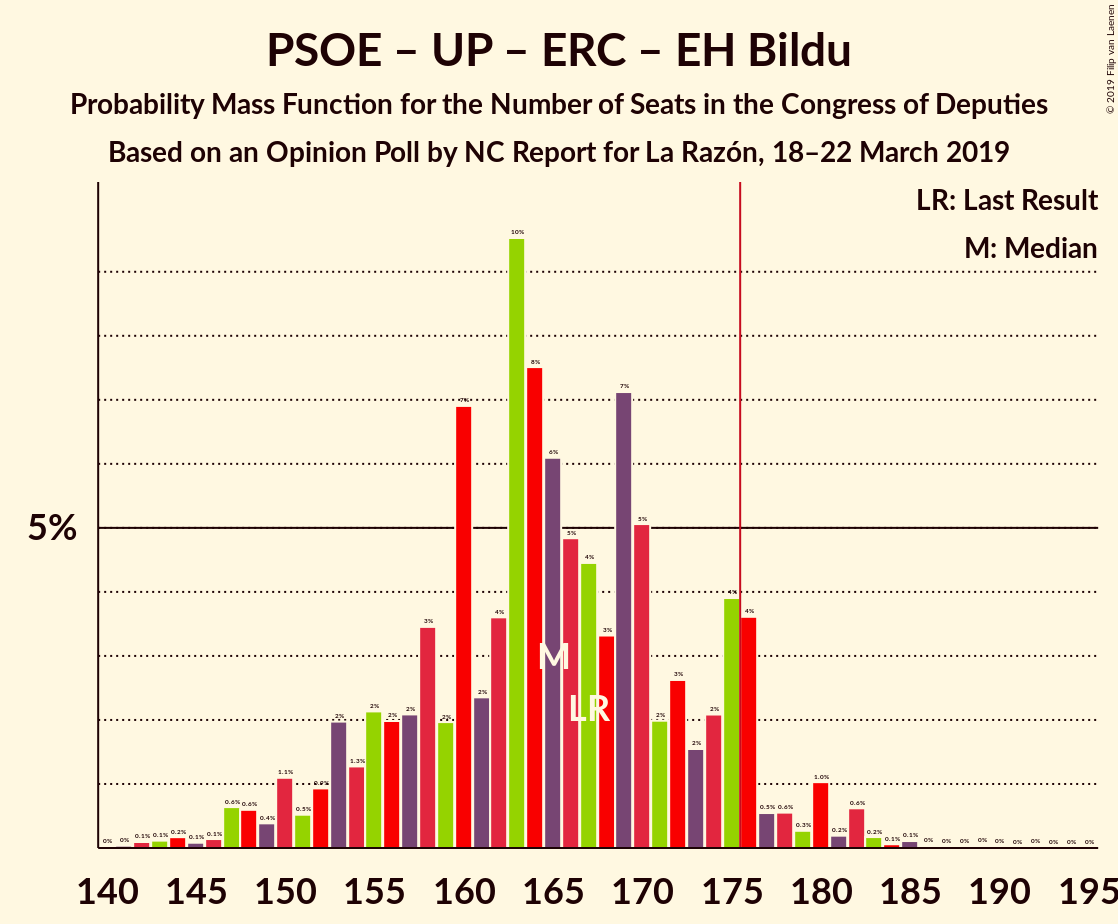 PSOE – UP – ERC – EH Bildu
Probability Mass Function for the Number of Seats in the Congress of Deputies
Based on an Opinion Poll by NC Report for La Razón, 18–22 March 2019
© 2019 Filip van Laenen
LR: Last Result
M: Median
5%
0% 0% 0.1% 0.1% 0.2% 0.1% 0.1% 0.6% 0.6% 0.4% 1.1% 0.5% 0.9% 2% 1.3% 2% 2% 2% 3% 2% 7% 2% 4% 10% 8% 6% 5% 4% 3% 7% 5% 2% 3% 2% 2% 4% 4% 0.5% 0.6% 0.3% 1.0% 0.2% 0.6% 0.2% 0.1% 0.1% 0% 0% 0% 0% 0% 0% 0% 0% 0% 0%
M
LR
140 145 150 155 160 165 170 175 180 185 190 195